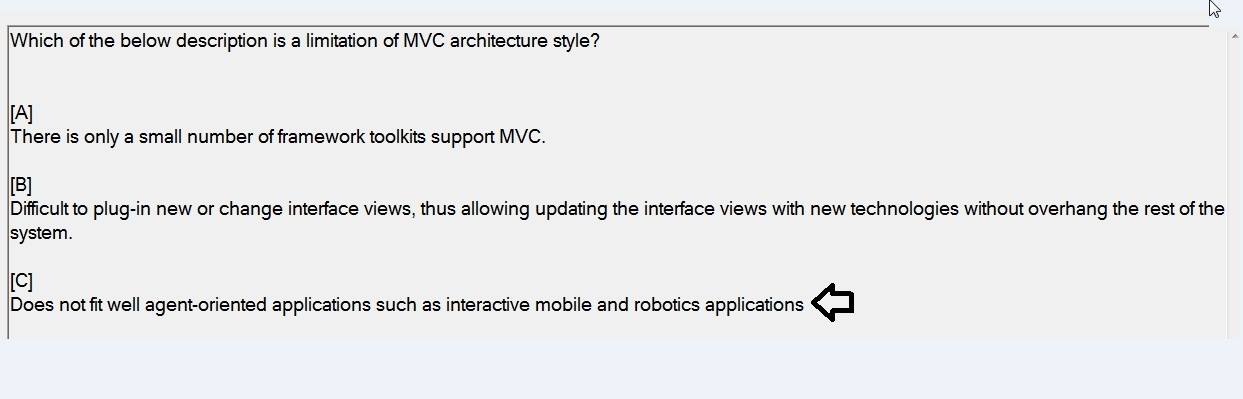 Which of the below description is a limitation of MVC architecture style?
[A]
There is only a small number of framework toolkits support MVC.
[B]
Difficult to plug-in new or change interface views, thus allowing updating the interface views with new technologies without overhang the rest of the
system.
[C]
Does not fit well agent-oriented applications such as interactive mobile and robotics applications